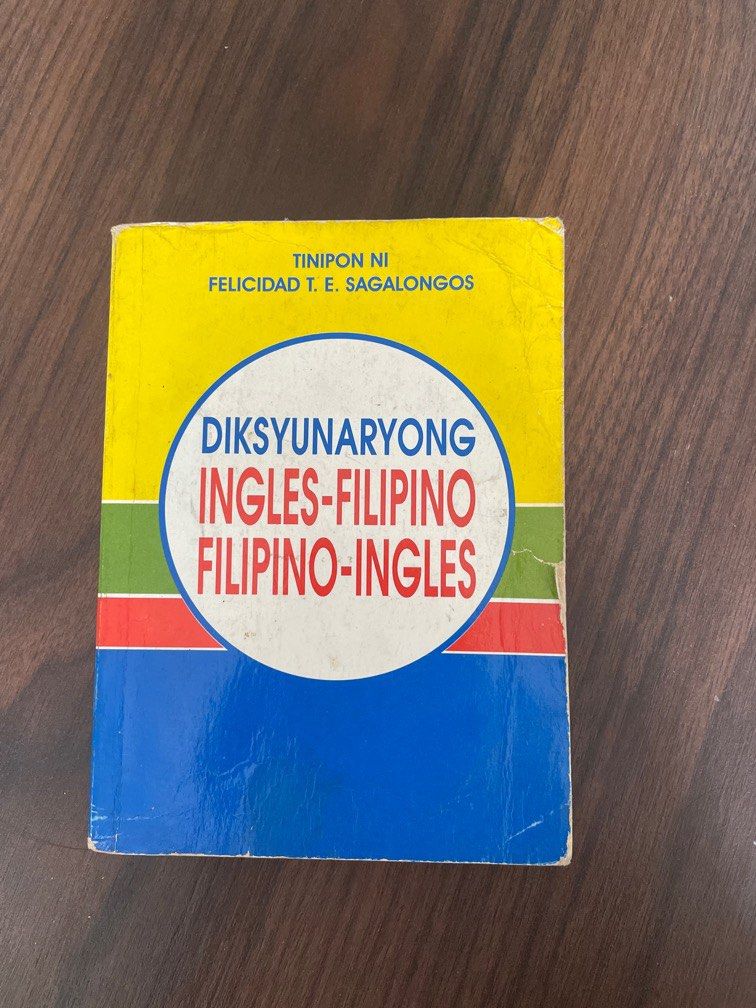 TINIPON NI
FELICIDAD T. E. SAGALONGOS
DIKSYUNARYONG
INGLES-FILIPINO
FILIPINO-INGLES